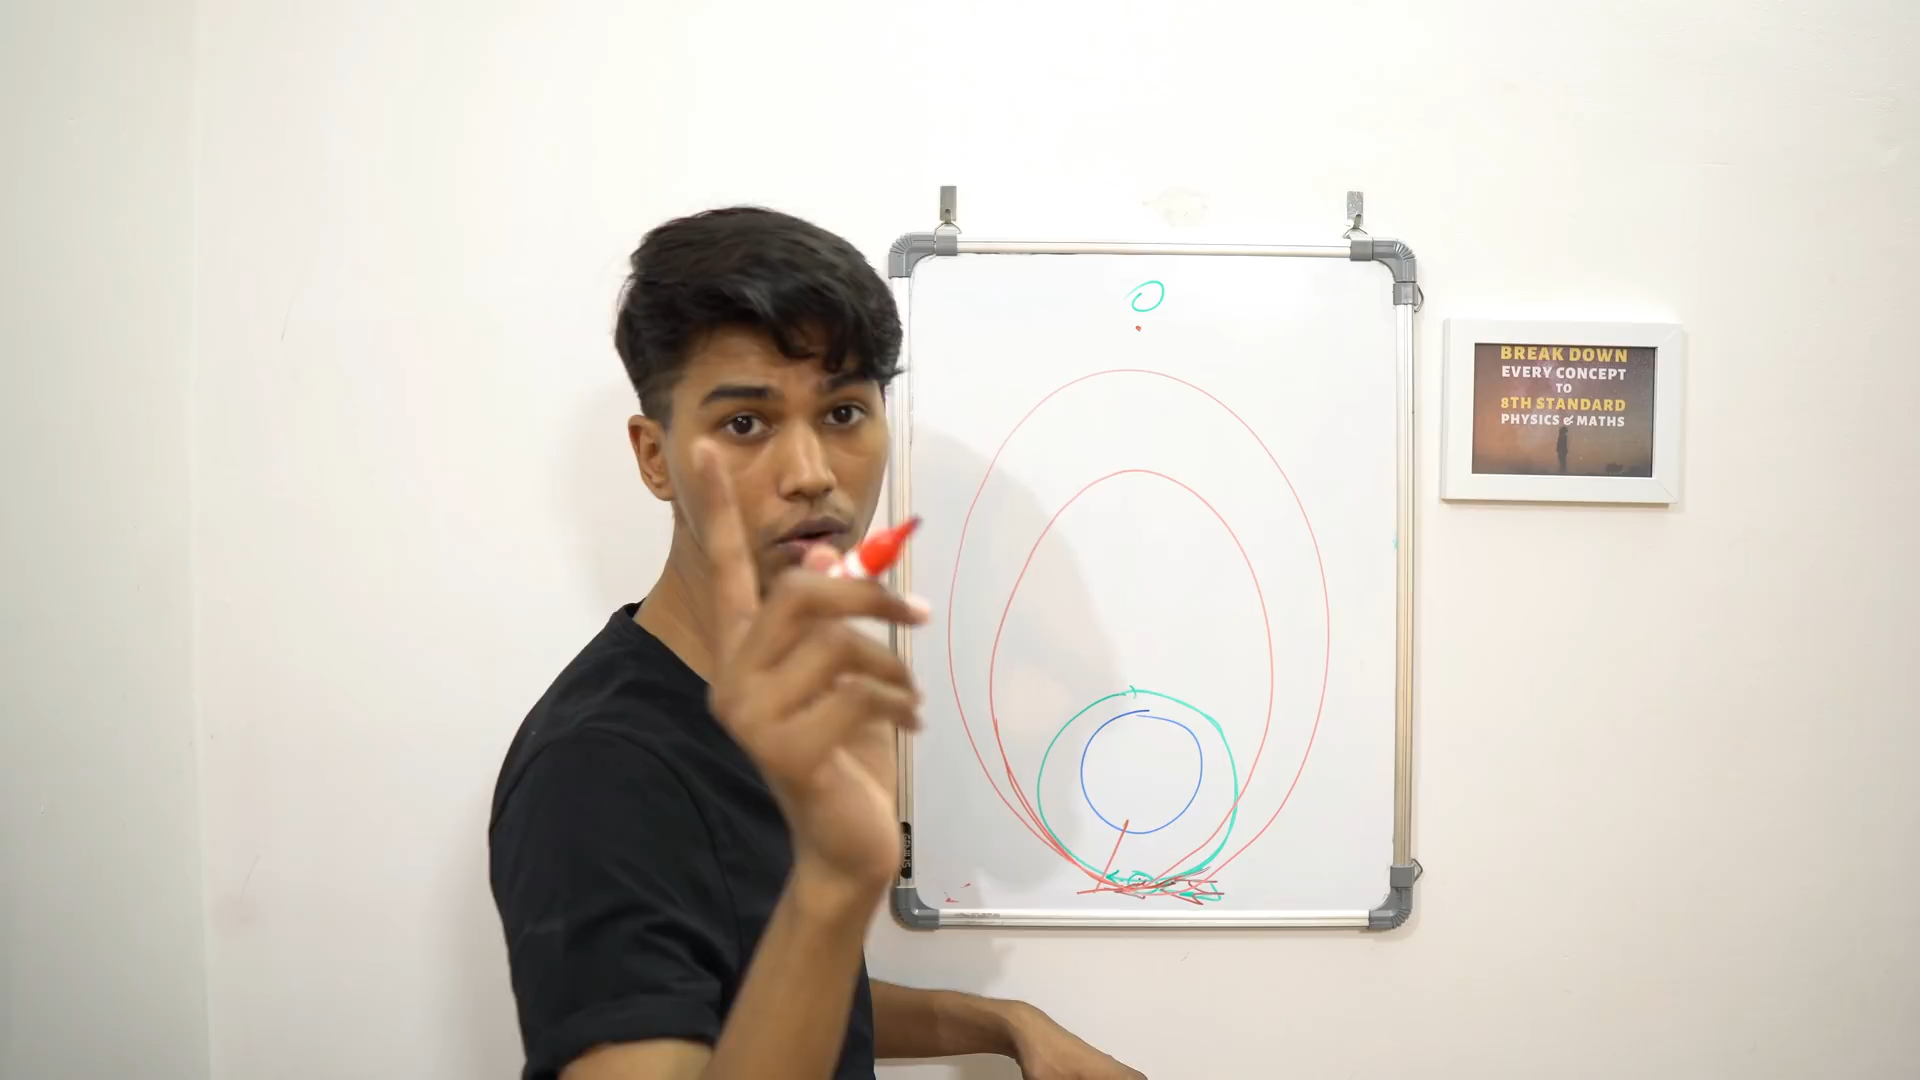 BREAK DOWN
EVERY CONCEPT
TO
8TH STANDARD
PHYSICS & MATHS